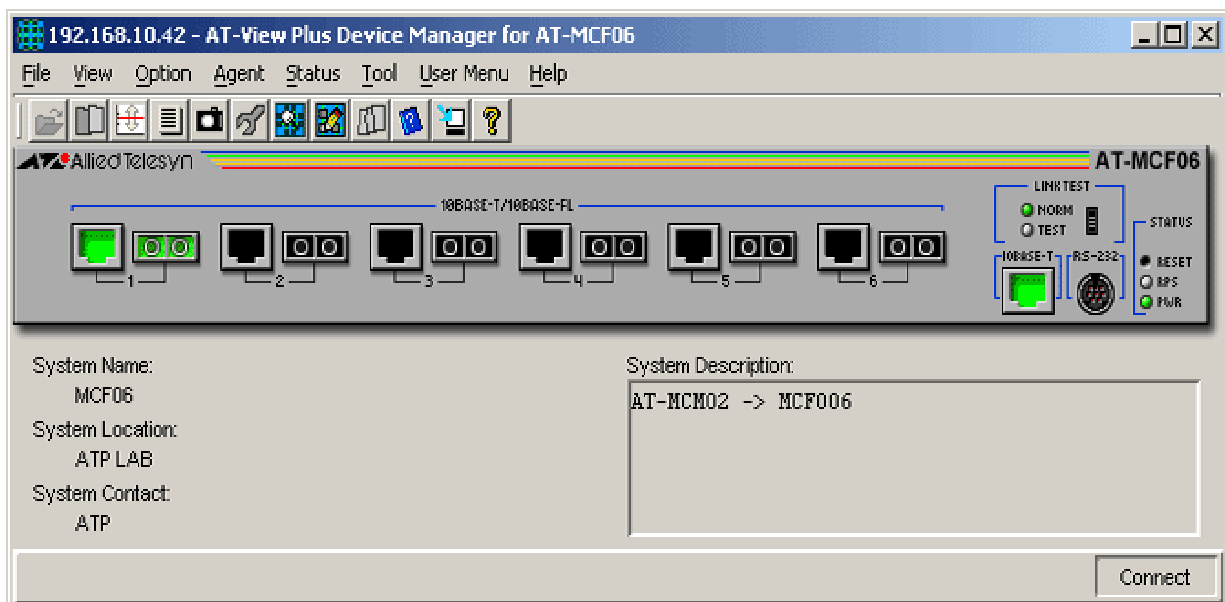 192.168.10.42 - AT-View Plus Device Manager for AT-MCF06
File View Option Agent Status Tool User Menu Help
Allied Telesyn
AT-MCF06
10BASE-T/10BASE-FL
LINKTEST
NORM
TEST
STATUS
10BASE-T
RS-232
RESET
RPS
PWR
1 2 3 4 5 6
System Name:
MCF06
System Location:
ATP LAB
System Contact:
ATP
System Description:
AT-MCM02 -> MCF006
Connect